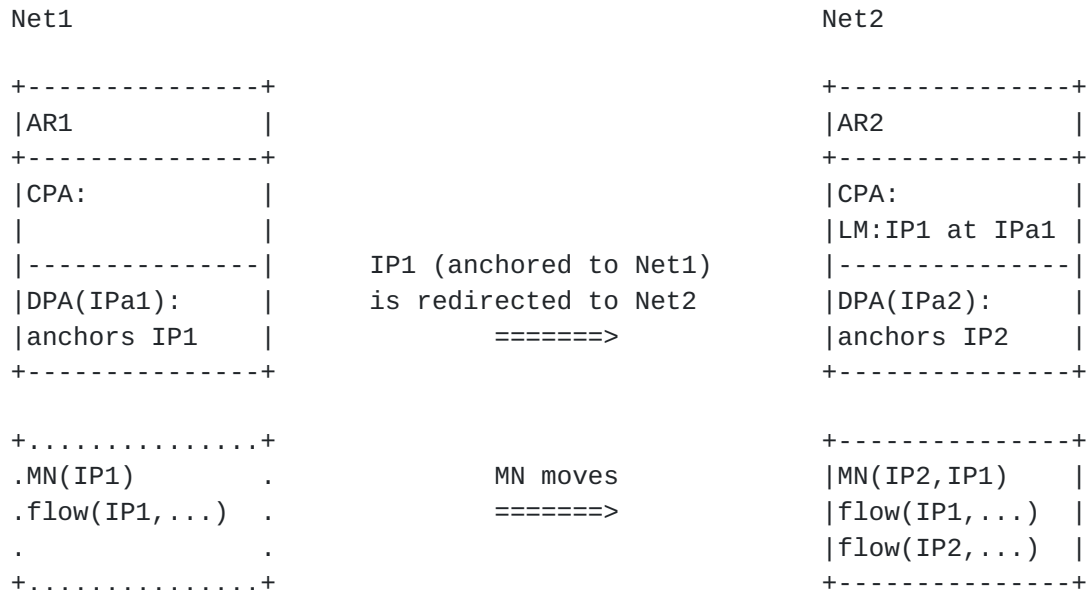 Net1                                                Net2

+---------------+                                   +---------------+
|AR1            |                                   |AR2            |
+---------------+                                   +---------------+
|CPA:           |                                   |CPA:           |
|               |                                   |LM:IP1 at IPa1 |
|---------------|      IP1 (anchored to Net1)       |---------------|
|DPA(IPa1):     |      is redirected to Net2        |DPA(IPa2):     |
|anchors IP1    |              =======>             |anchors IP2    |
+---------------+                                   +---------------+

+...............+                                   +---------------+
.MN(IP1)        .              MN moves             |MN(IP2,IP1)    |
.flow(IP1,...)  .              =======>             |flow(IP1,...)  |
.               .                                   |flow(IP2,...)  |
+...............+                                   +---------------+